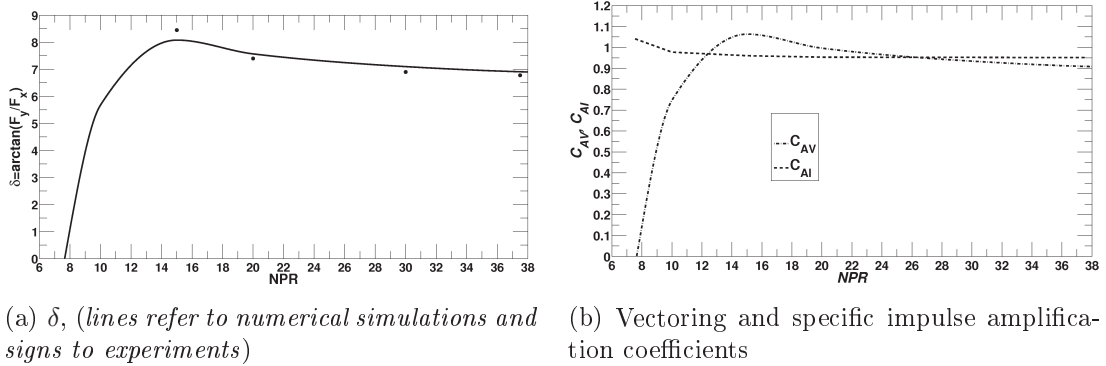 9
8
7
6
5
4
3
2
1
0
δ=arctan(F_y/F_x)
6 8 10 12 14 16 18 20 22 24 26 28 30 32 34 36 38
NPR
1.2
1.1
1
0.9
0.8
0.7
0.6
0.5
0.4
0.3
0.2
0.1
0
C_AV, C_AI
C_AV
C_AI
6 8 10 12 14 16 18 20 22 24 26 28 30 32 34 36 38
NPR
(a) δ, (lines refer to numerical simulations and
signs to experiments)
(b) Vectoring and specific impulse amplifica-
tion coefficients